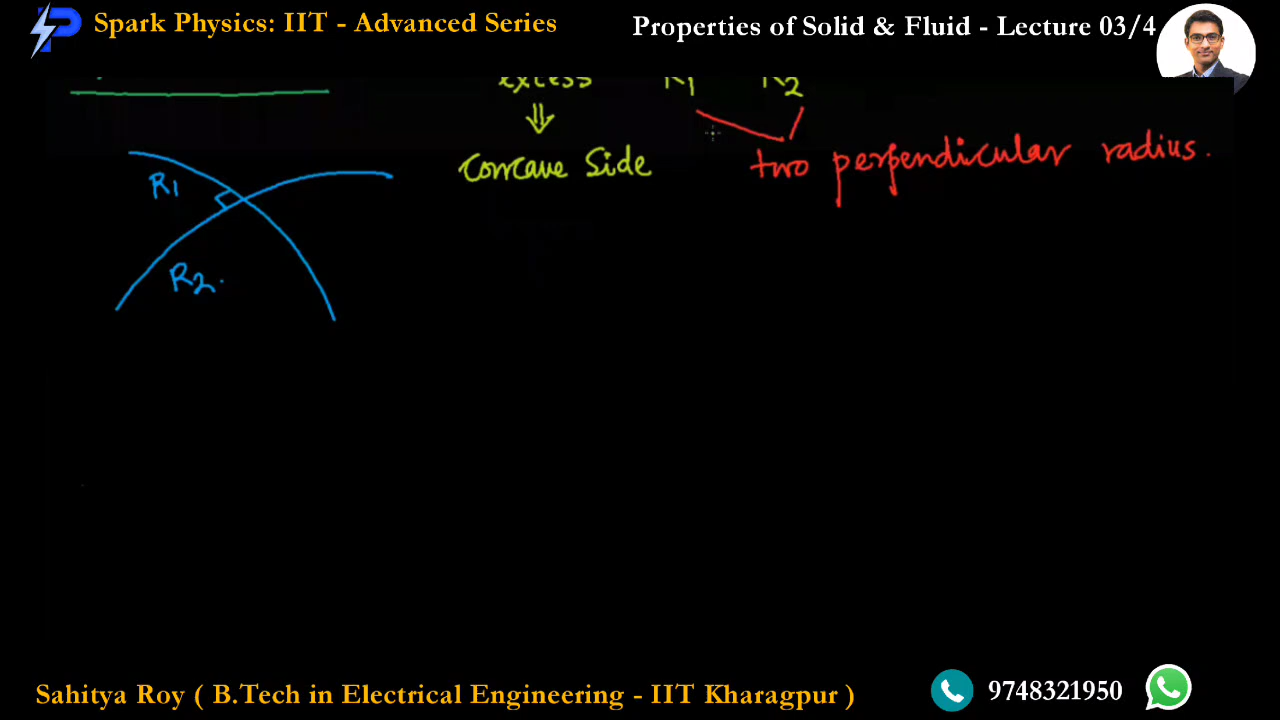 Spark Physics: IIT - Advanced Series
Properties of Solid & Fluid - Lecture 03/4
excess R1 R2
Concave Side
two perpendicular radius.
R1
R2.
Sahitya Roy ( B.Tech in Electrical Engineering - IIT Kharagpur )
9748321950